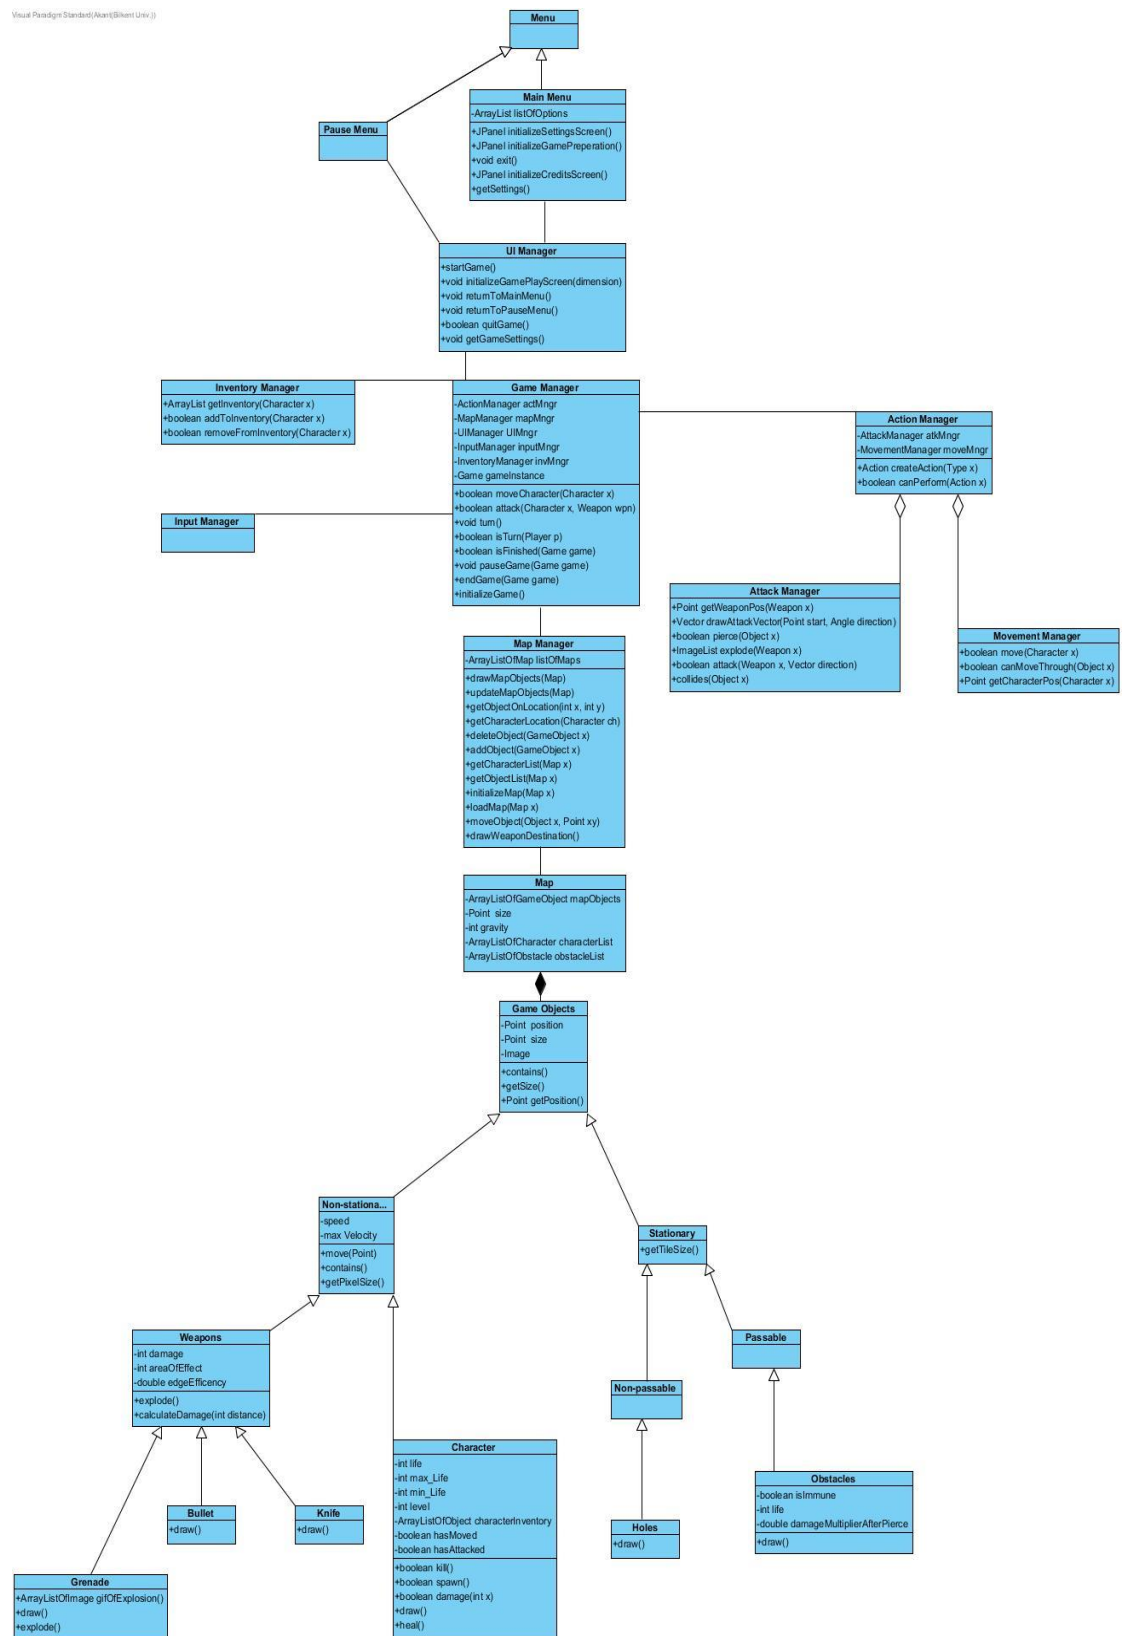 Visual Paradigm Standard(Akant(Bilkent Univ.))
Menu
Main Menu
-ArrayList listOfOptions
+JPanel initializeSettingsScreen()
+JPanel initializeGamePreperation()
+void exit()
+JPanel initializeCreditsScreen()
+getSettings()
Pause Menu
UI Manager
+startGame()
+void initializeGamePlayScreen(dimension)
+void returnToMainMenu()
+void returnToPauseMenu()
+boolean quitGame()
+void getGameSettings()
Inventory Manager
+ArrayList getInventory(Character x)
+boolean addToInventory(Character x)
+boolean removeFromInventory(Character x)
Game Manager
-ActionManager actMngr
-MapManager mapMngr
-UIManager UIMngr
-InputManager inputMngr
-InventoryManager invMngr
-Game gameInstance
+boolean moveCharacter(Character x)
+boolean attack(Character x, Weapon wpn)
+void turn()
+boolean isTurn(Player p)
+boolean isFinished(Game game)
+void pauseGame(Game game)
+endGame(Game game)
+initializeGame()
Action Manager
-AttackManager atkMngr
-MovementManager moveMngr
+Action createAction(Type x)
+boolean canPerform(Action x)
Input Manager
Attack Manager
+Point getWeaponPos(Weapon x)
+Vector drawAttackVector(Point start, Angle direction)
+boolean pierce(Object x)
+ImageList explode(Weapon x)
+boolean attack(Weapon x, Vector direction)
+collides(Object x)
Movement Manager
+boolean move(Character x)
+boolean canMoveThrough(Object x)
+Point getCharacterPos(Character x)
Map Manager
-ArrayListOfMap listOfMaps
+drawMapObjects(Map)
+updateMapObjects(Map)
+getObjectOnLocation(int x, int y)
+getCharacterLocation(Character ch)
+deleteObject(GameObject x)
+addObject(GameObject x)
+getCharacterList(Map x)
+getObjectList(Map x)
+initializeMap(Map x)
+loadMap(Map x)
+moveObject(Object x, Point xy)
+drawWeaponDestination()
Map
-ArrayListOfGameObject mapObjects
-Point size
-int gravity
-ArrayListOfCharacter characterList
-ArrayListOfObstacle obstacleList
Game Objects
-Point position
-Point size
-Image
+contains()
+getSize()
+Point getPosition()
Non-stationa...
-speed
-max Velocity
+move(Point)
+contains()
+getPixelSize()
Stationary
+getTileSize()
Weapons
-int damage
-int areaOfEffect
-double edgeEfficency
+explode()
+calculateDamage(int distance)
Passable
Non-passable
Character
-int life
-int max_Life
-int min_Life
-int level
-ArrayListOfObject characterInventory
-boolean hasMoved
-boolean hasAttacked
+boolean kill()
+boolean spawn()
+boolean damage(int x)
+draw()
+heal()
Obstacles
-boolean isImmune
-int life
-double damageMultiplierAfterPierce
+draw()
Bullet
+draw()
Knife
+draw()
Holes
+draw()
Grenade
+ArrayListOfImage gifOfExplosion()
+draw()
+explode()